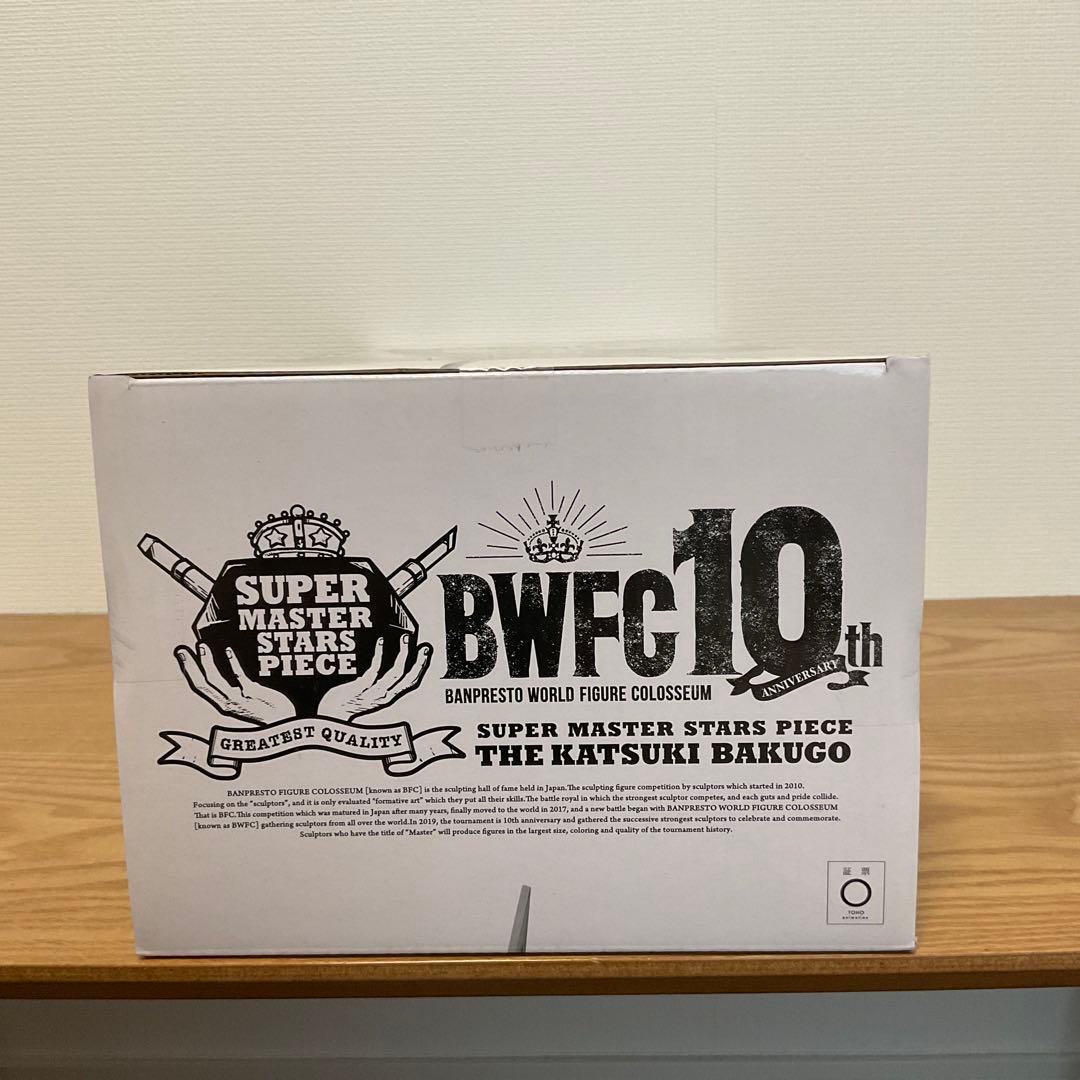 SUPER
MASTER
STARS
PIECE
GREATEST QUALITY
BWFC10th
ANNIVERSARY
BANPRESTO WORLD FIGURE COLOSSEUM
SUPER MASTER STARS PIECE
THE KATSUKI BAKUGO
BANPRESTO FIGURE COLOSSEUM [known as BFC] is the sculpting hall of fame held in Japan.The sculpting figure competition by sculptors which started in 2010.
Focusing on the "sculptors", and it is only evaluated "formative art" which they put all their skills.The battle royal in which the strongest sculptor competes, and each guts and pride collide.
That is BFC.This competition which was matured in Japan after many years, finally moved to the world in 2017, and a new battle began with BANPRESTO WORLD FIGURE COLOSSEUM
[known as BWFC] gathering sculptors from all over the world.In 2019, the tournament is 10th anniversary and gathered the successive strongest sculptors to celebrate and commemorate.
Sculptors who have the title of "Master" will produce figures in the largest size, coloring and quality of the tournament history.
証 票
TOHO
animation